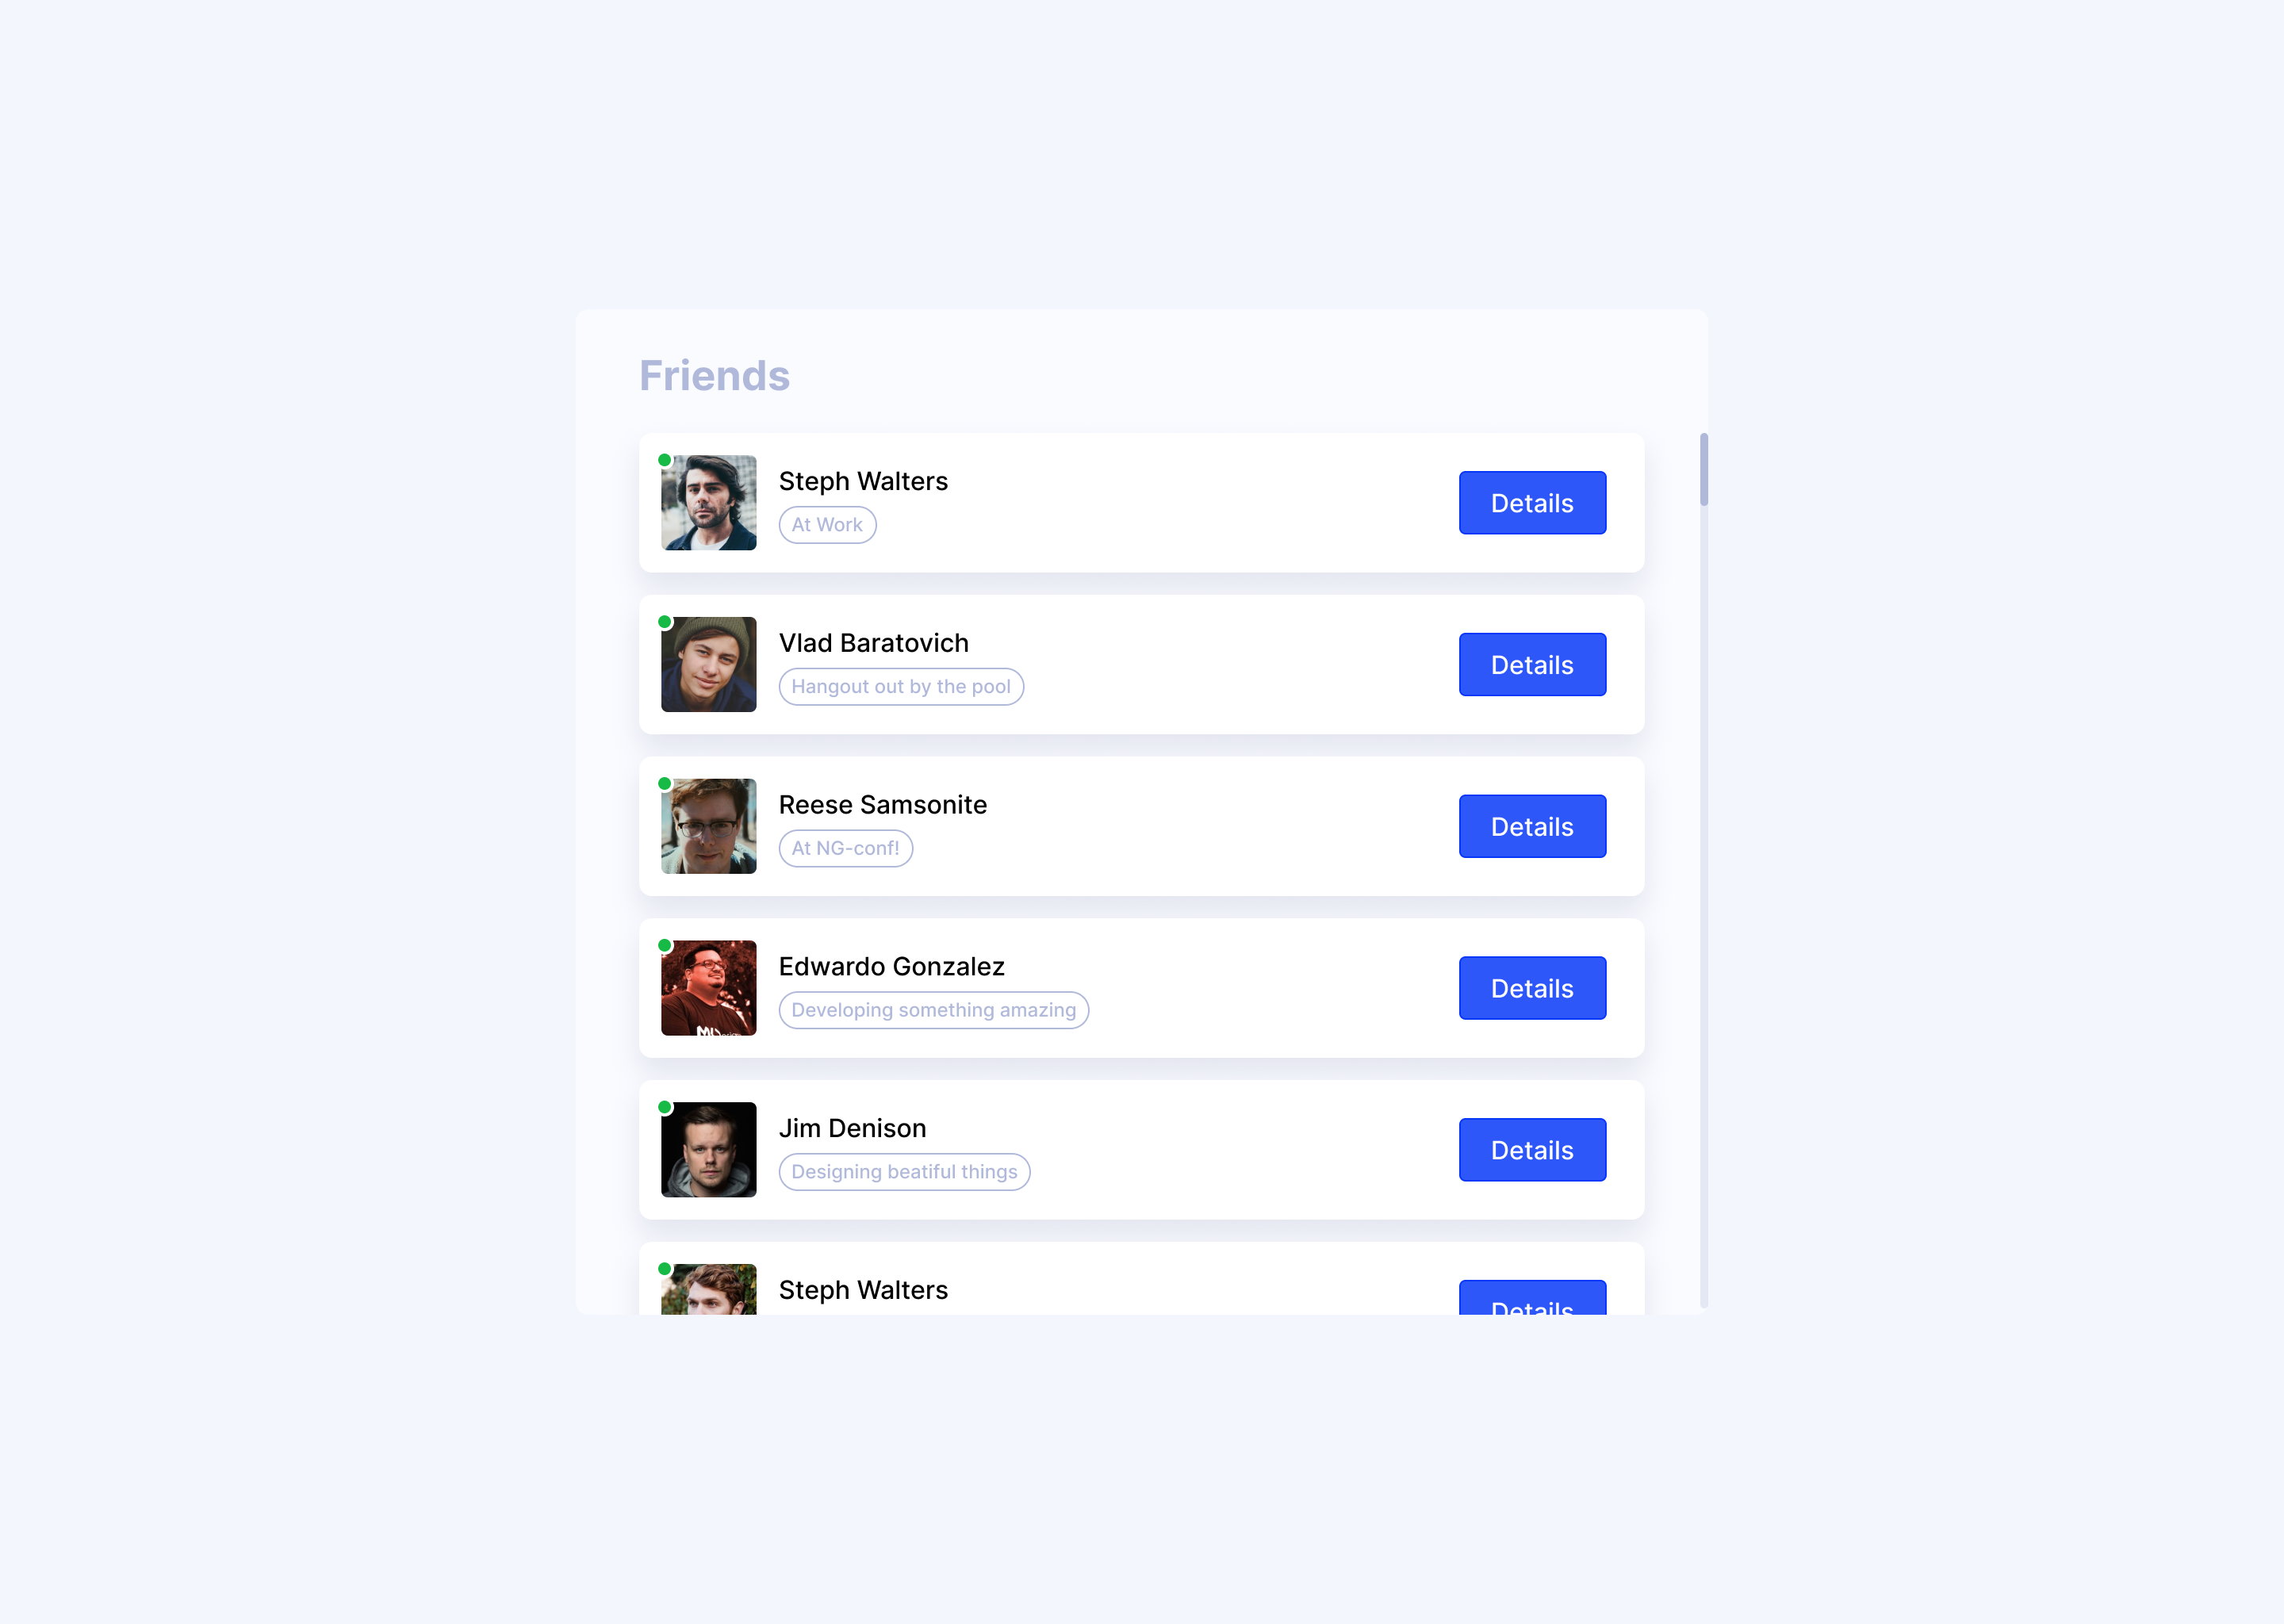 Friends
Steph Walters
At Work
Details
Vlad Baratovich
Hangout out by the pool
Details
Reese Samsonite
At NG-conf!
Details
Edwardo Gonzalez
Developing something amazing
Details
Jim Denison
Designing beatiful things
Details
Steph Walters
Details